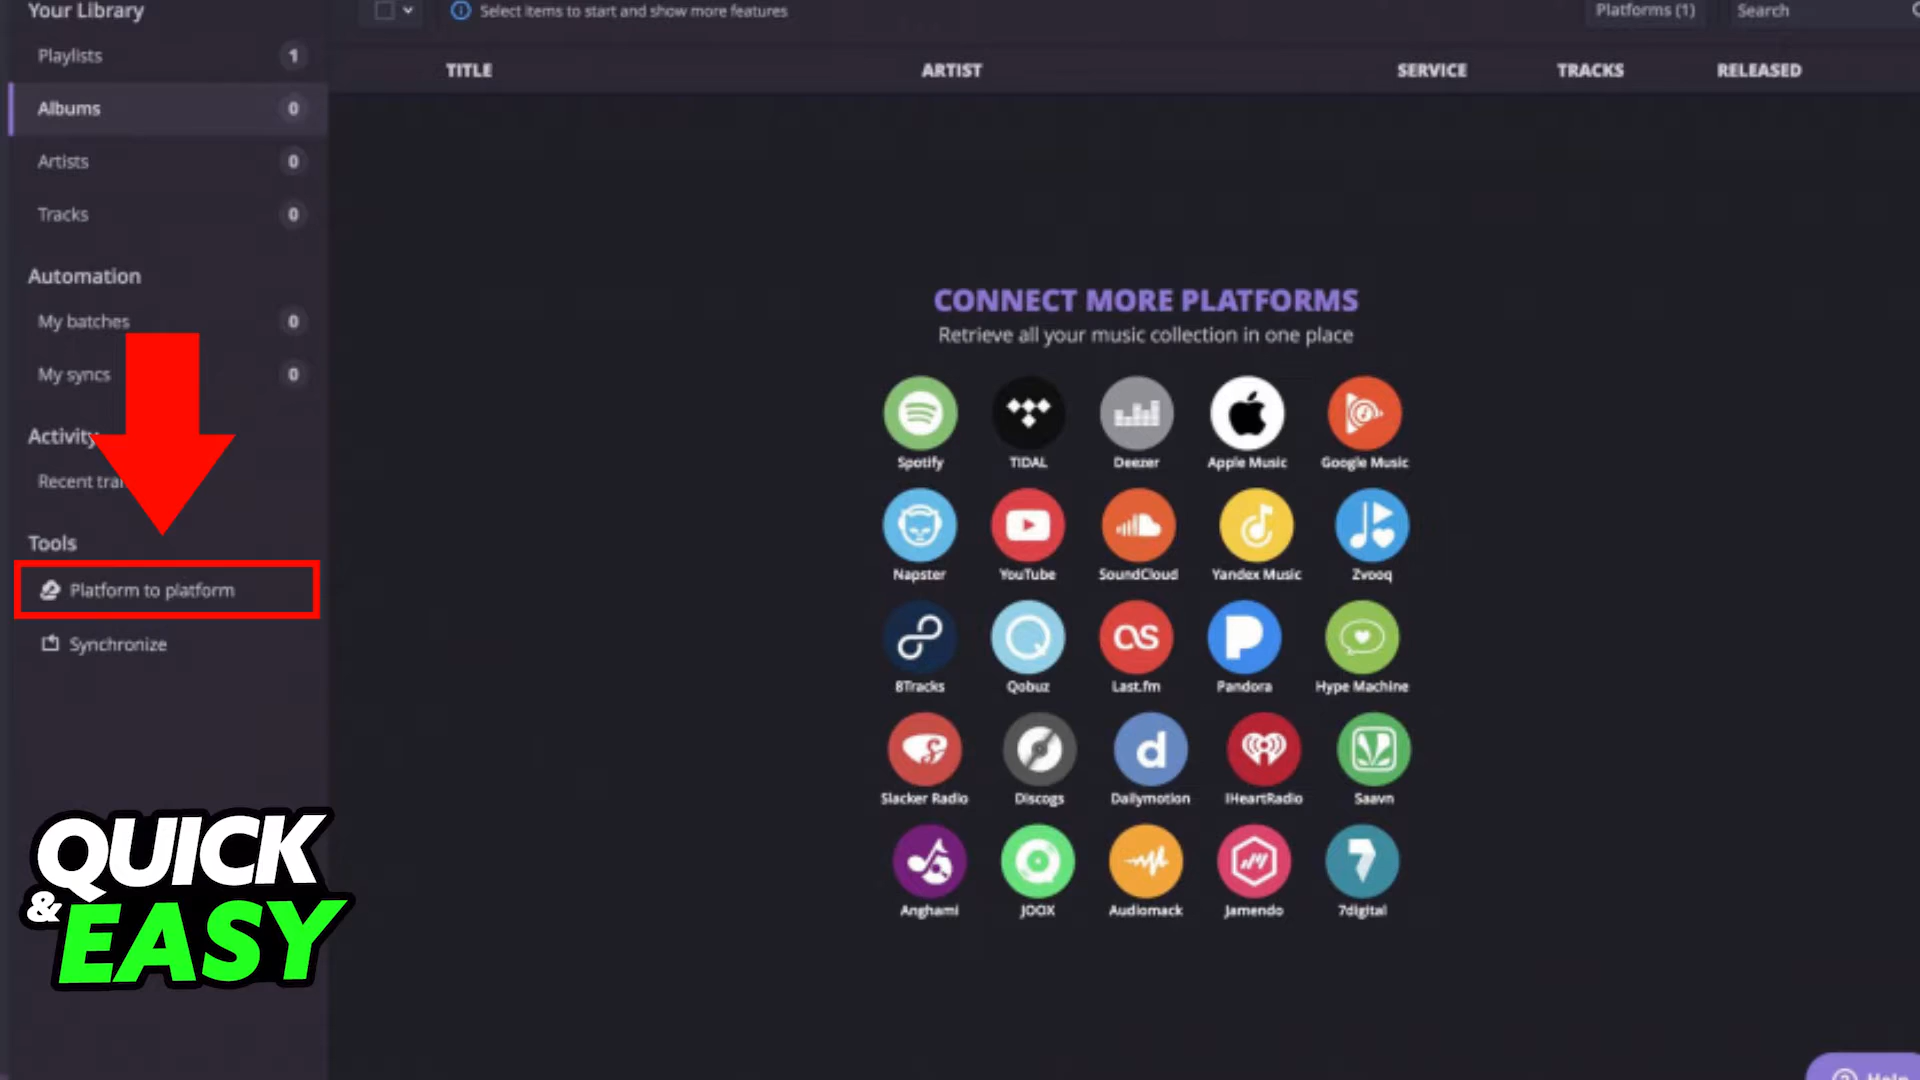 Your Library
Playlists 1
Albums 0
Artists 0
Tracks 0
Automation
My batches 0
My syncs 0
Activity
Recent
Tools
Platform to platform
Synchronize
QUICK
& EASY
Select items to start and show more features
Platforms (1)
Search
TITLE ARTIST SERVICE TRACKS RELEASED
CONNECT MORE PLATFORMS
Retrieve all your music collection in one place
Spotify TIDAL Deezer Apple Music Google Music
Napster YouTube SoundCloud Yandex Music Zvooq
8Tracks Qobuz Last.fm Pandora Hype Machine
Slacker Radio Discogs Dailymotion iHeartRadio Saavn
Anghami JOOX Audiomack Jamendo 7digital
Help